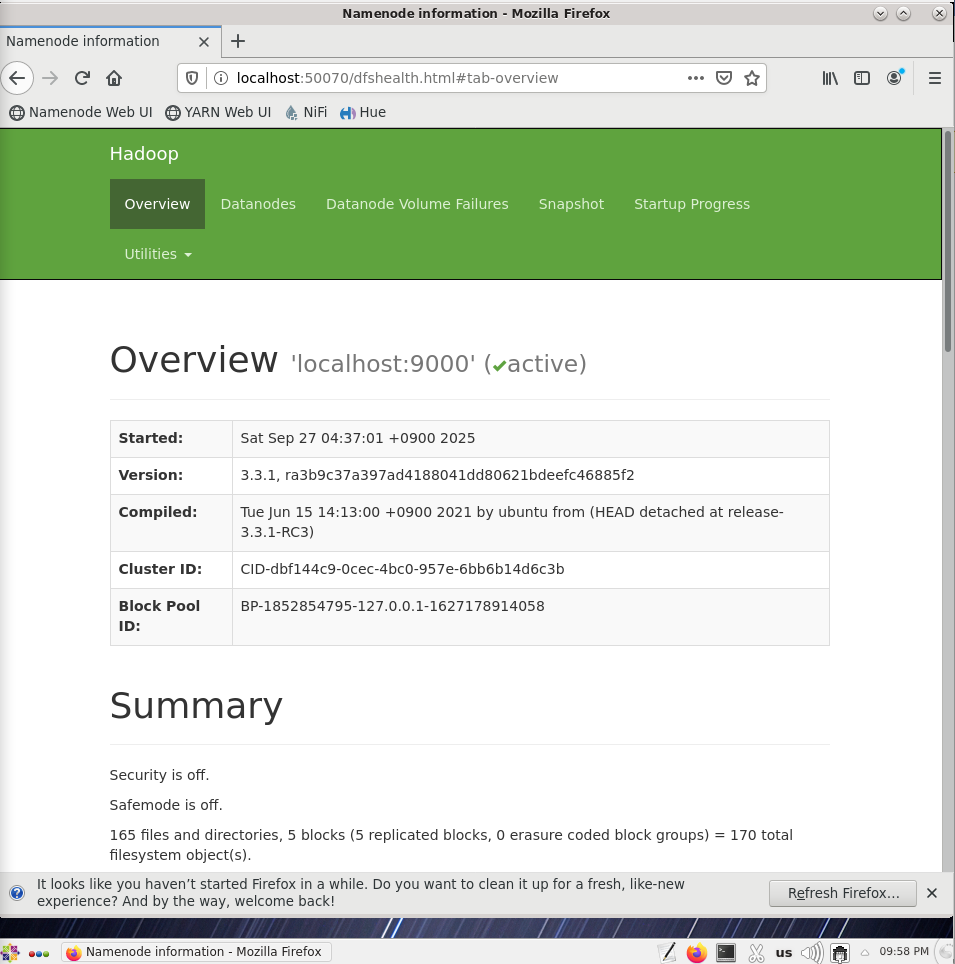 Namenode information - Mozilla Firefox
Namenode information
localhost:50070/dfshealth.html#tab-overview
Namenode Web UI YARN Web UI NiFi Hue
Hadoop
Overview Datanodes Datanode Volume Failures Snapshot Startup Progress
Utilities
Overview 'localhost:9000' (✔active)
Started: Sat Sep 27 04:37:01 +0900 2025
Version: 3.3.1, ra3b9c37a397ad4188041dd80621bdeefc46885f2
Compiled: Tue Jun 15 14:13:00 +0900 2021 by ubuntu from (HEAD detached at release-
3.3.1-RC3)
Cluster ID: CID-dbf144c9-0cec-4bc0-957e-6bb6b14d6c3b
Block Pool BP-1852854795-127.0.0.1-1627178914058
ID:
Summary
Security is off.
Safemode is off.
165 files and directories, 5 blocks (5 replicated blocks, 0 erasure coded block groups) = 170 total
filesystem object(s).
It looks like you haven’t started Firefox in a while. Do you want to clean it up for a fresh, like-new
experience? And by the way, welcome back!
Refresh Firefox…
Namenode information - Mozilla Firefox
us
09:58 PM